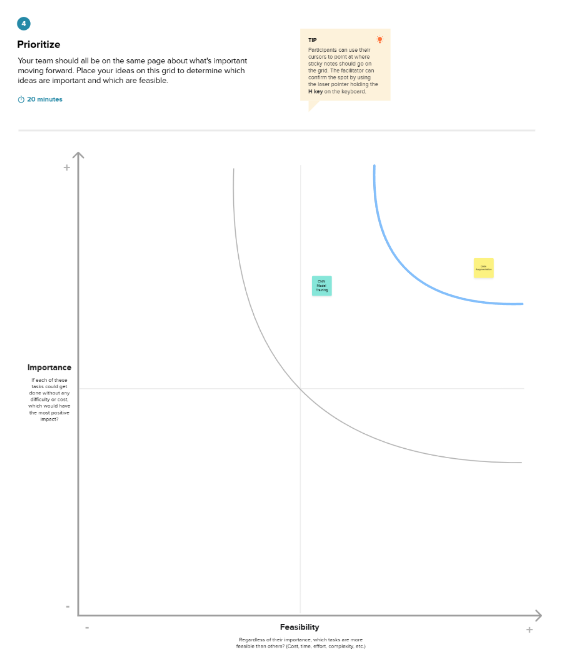 4
Prioritize
Your team should all be on the same page about what's important
moving forward. Place your ideas on this grid to determine which
ideas are important and which are feasible.
20 minutes
TIP
Participants can use their
cursors to point at where
sticky notes should go on
the grid. The facilitator can
confirm the spot by using
the laser pointer holding the
H key on the keyboard.
+
Importance
If each of these
tasks could get
done without any
difficulty or cost,
which would have
the most positive
impact?
CNN
Model
Training
-
-
Feasibility
+
Regardless of their importance, which tasks are more
feasible than others? (Cost, time, effort, complexity, etc.)